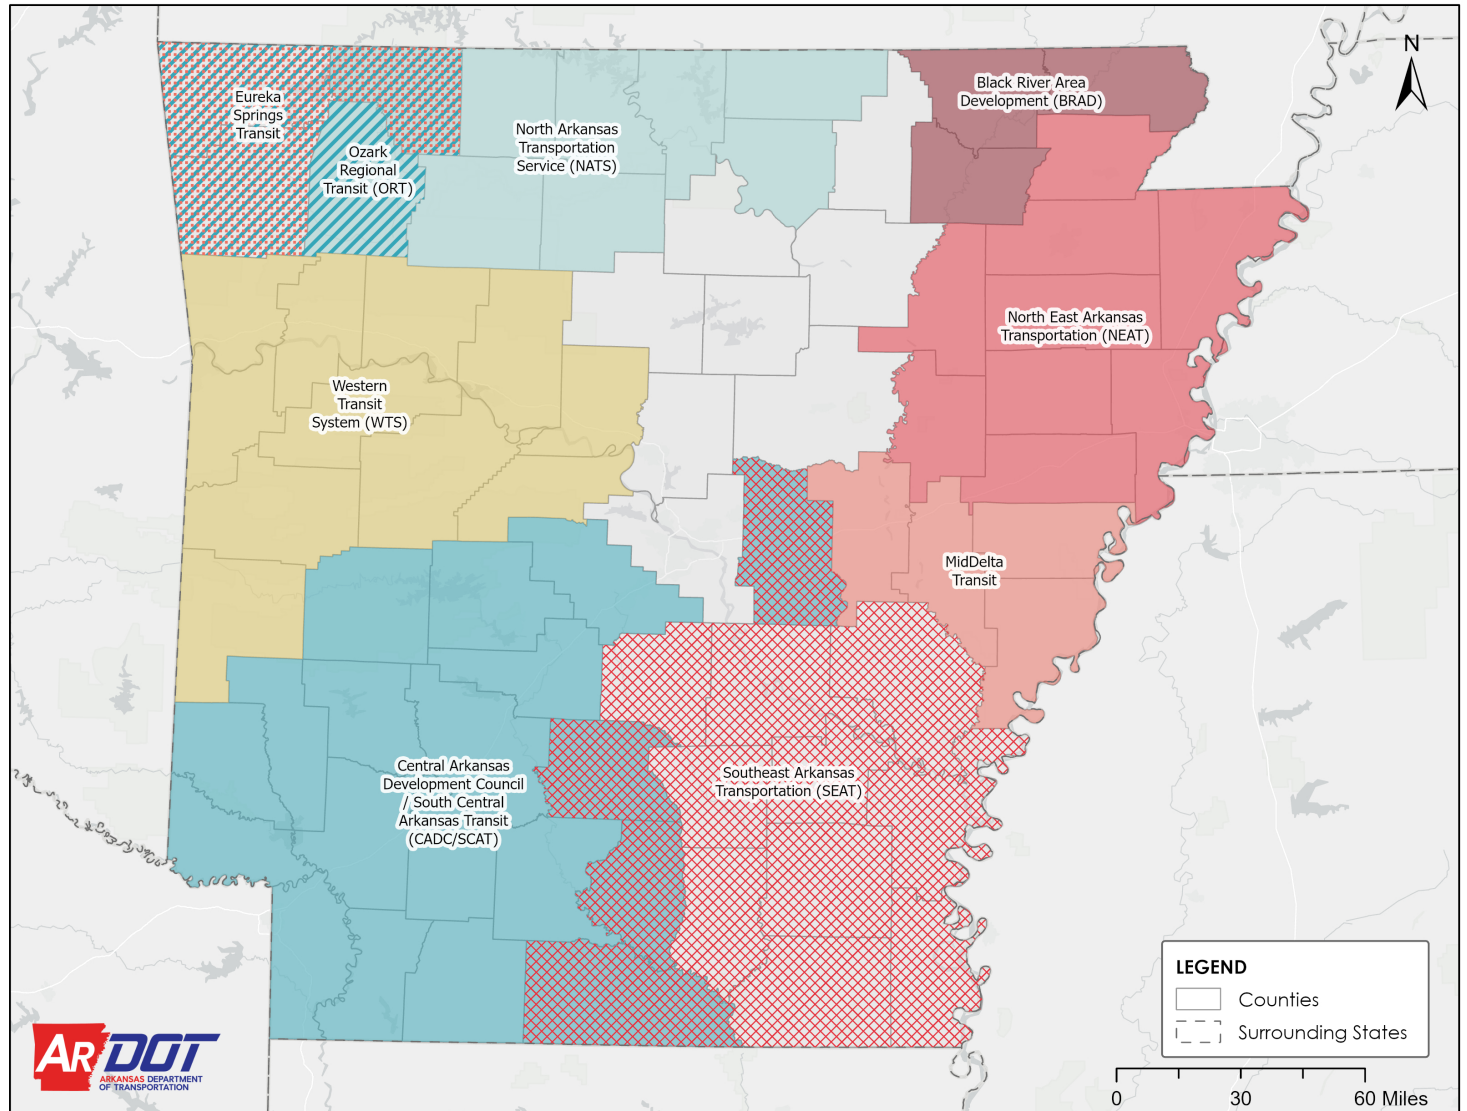 N
Eureka
Springs
Transit
Ozark
Regional
Transit (ORT)
North Arkansas
Transportation
Service (NATS)
Black River Area
Development (BRAD)
North East Arkansas
Transportation (NEAT)
Western
Transit
System (WTS)
MidDelta
Transit
Central Arkansas
Development Council
/ South Central
Arkansas Transit
(CADC/SCAT)
Southeast Arkansas
Transportation (SEAT)
LEGEND
Counties
Surrounding States
ARDOT
ARKANSAS DEPARTMENT
OF TRANSPORTATION
0 30 60 Miles